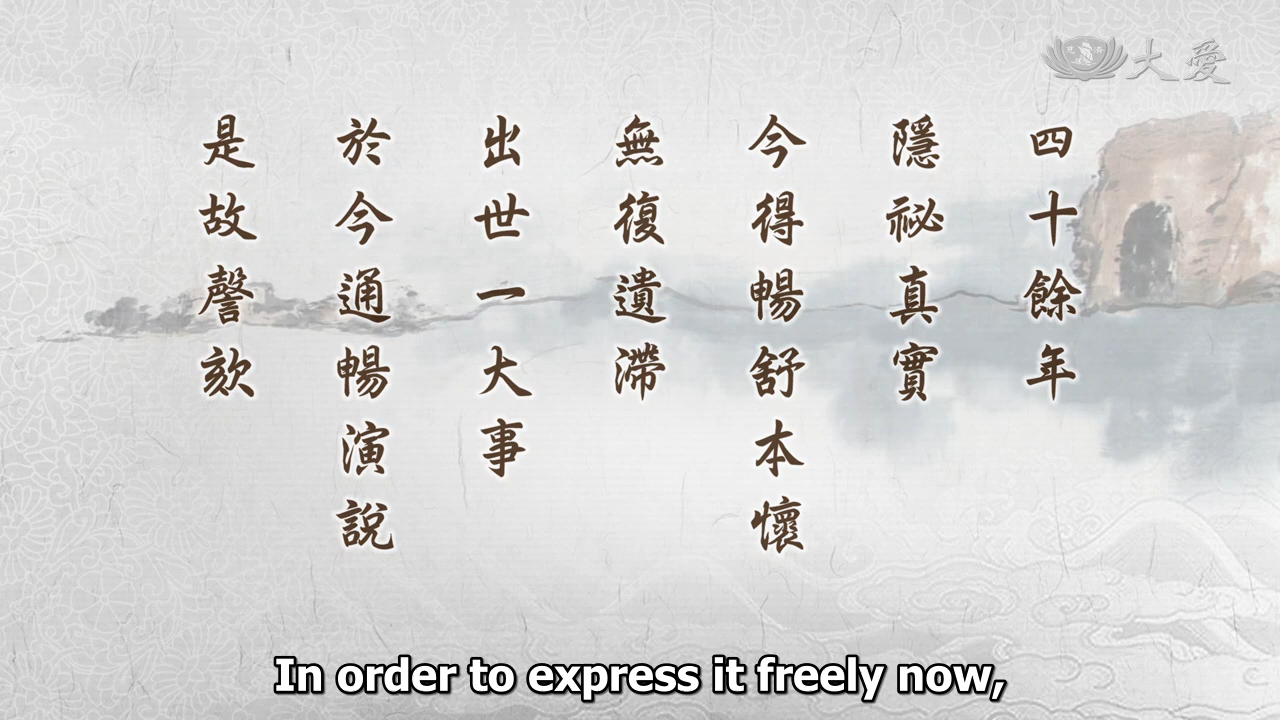 大愛
四十餘年
隱祕真實
今得暢舒本懷
無復遺滯
出世一大事
於今通暢演說
是故謦欬
In order to express it freely now,